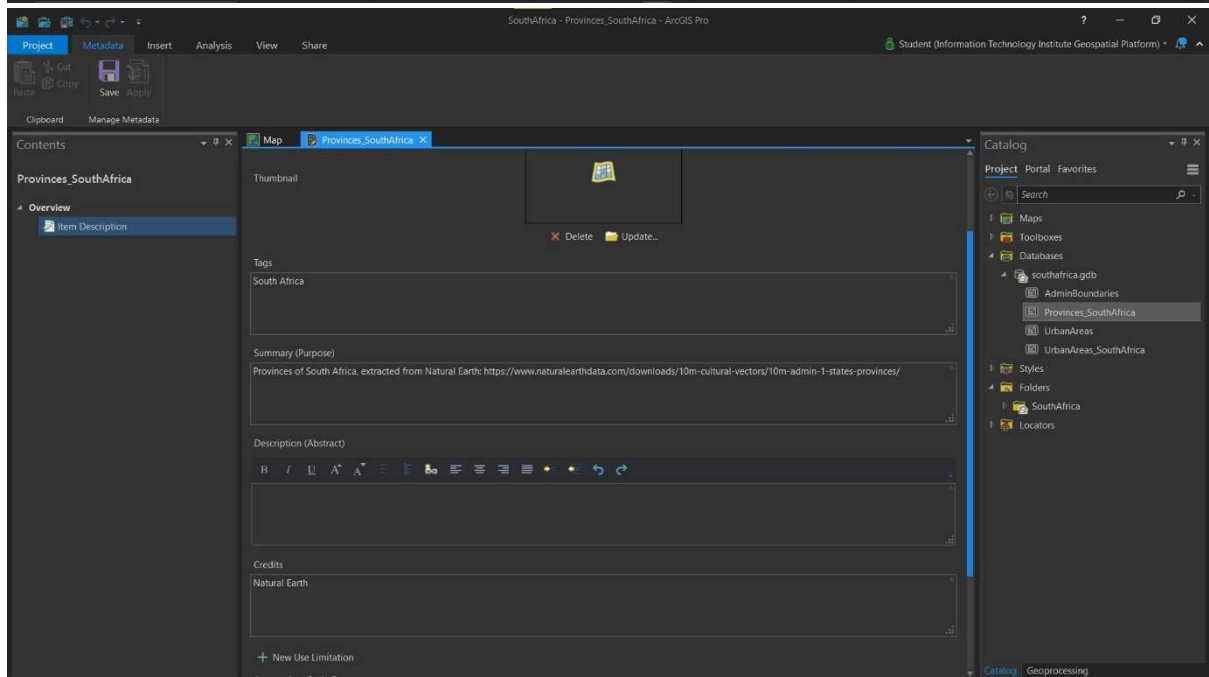 SouthAfrica - Provinces_SouthAfrica - ArcGIS Pro
?
Project Metadata Insert Analysis View Share
Student (Information Technology Institute Geospatial Platform)
Paste
Cut
Copy
Save Apply
Clipboard Manage Metadata
Contents
Provinces_SouthAfrica
Overview
Item Description
Map Provinces_SouthAfrica
Thumbnail
Delete Update...
Tags
South Africa
Summary (Purpose)
Provinces of South Africa, extracted from Natural Earth: https://www.naturalearthdata.com/downloads/10m-cultural-vectors/10m-admin-1-states-provinces/
Description (Abstract)
B I U A A
Credits
Natural Earth
New Use Limitation
Catalog
Project Portal Favorites
Search
Maps
Toolboxes
Databases
southafrica.gdb
AdminBoundaries
Provinces_SouthAfrica
UrbanAreas
UrbanAreas_SouthAfrica
Styles
Folders
SouthAfrica
Locators
Catalog Geoprocessing